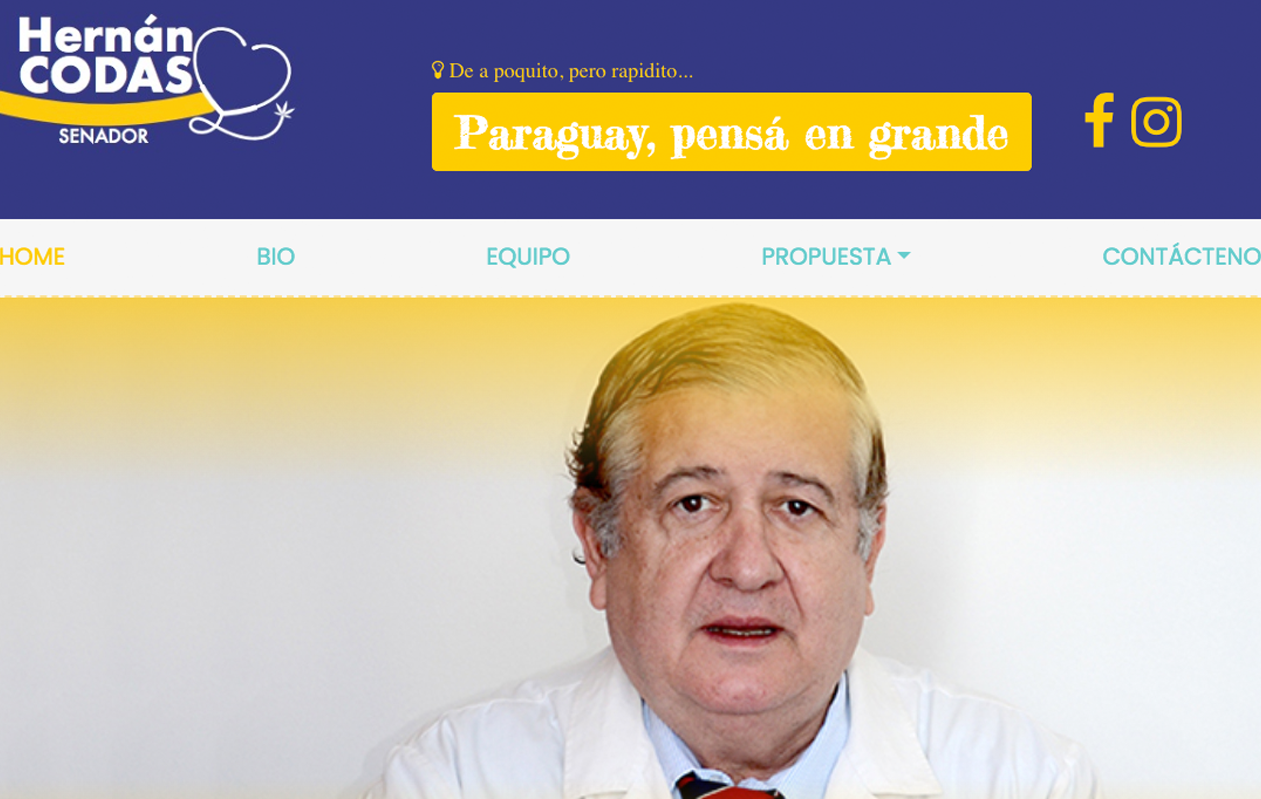 Hernán
CODAS
SENADOR
De a poquito, pero rapidito...
Paraguay, pensá en grande
HOME
BIO
EQUIPO
PROPUESTA
CONTÁCTENO